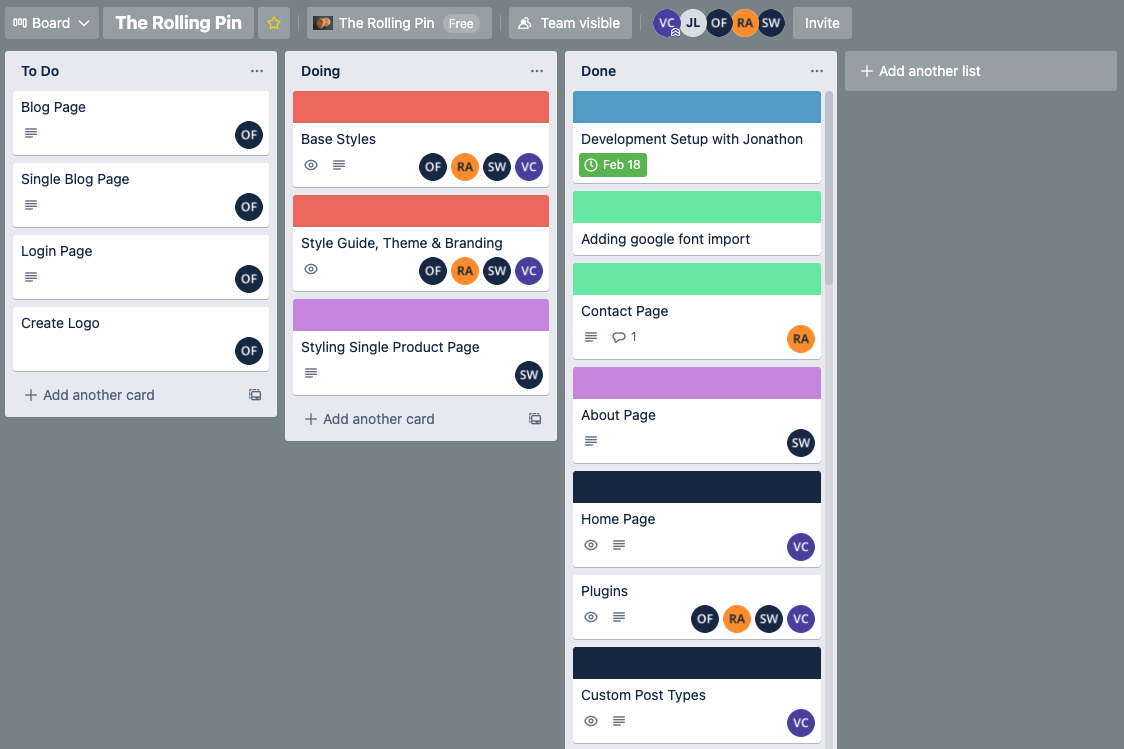 Board
The Rolling Pin
The Rolling Pin Free
Team visible
VC JL OF RA SW
Invite
To Do
Blog Page
OF
Single Blog Page
OF
Login Page
OF
Create Logo
OF
Add another card
Doing
Base Styles
OF RA SW VC
Style Guide, Theme & Branding
OF RA SW VC
Styling Single Product Page
SW
Add another card
Done
Development Setup with Jonathon
Feb 18
Adding google font import
Contact Page
1
RA
About Page
SW
Home Page
VC
Plugins
OF RA SW VC
Custom Post Types
VC
Add another list